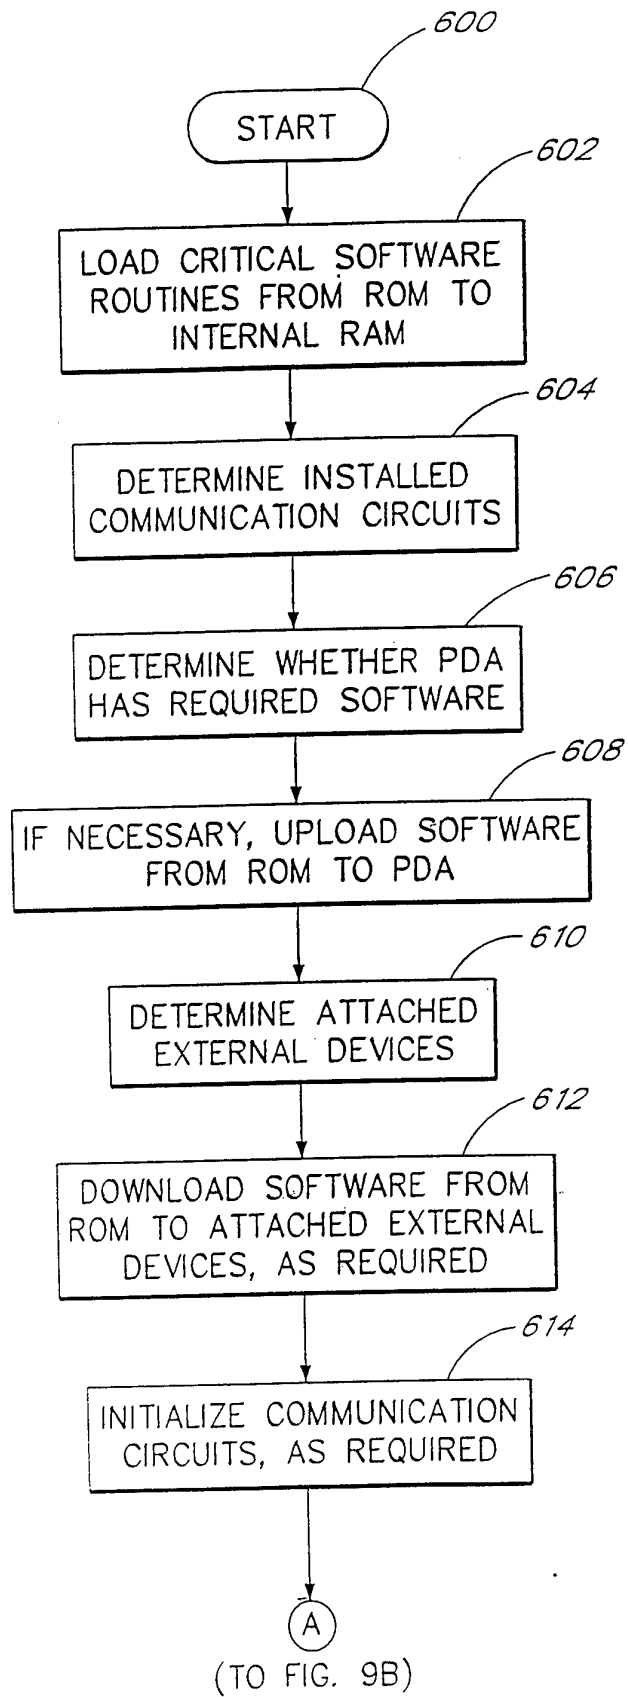 600
START
602
LOAD CRITICAL SOFTWARE
ROUTINES FROM ROM TO
INTERNAL RAM
604
DETERMINE INSTALLED
COMMUNICATION CIRCUITS
606
DETERMINE WHETHER PDA
HAS REQUIRED SOFTWARE
608
IF NECESSARY, UPLOAD SOFTWARE
FROM ROM TO PDA
610
DETERMINE ATTACHED
EXTERNAL DEVICES
612
DOWNLOAD SOFTWARE FROM
ROM TO ATTACHED EXTERNAL
DEVICES, AS REQUIRED
614
INITIALIZE COMMUNICATION
CIRCUITS, AS REQUIRED
A
(TO FIG. 9B)